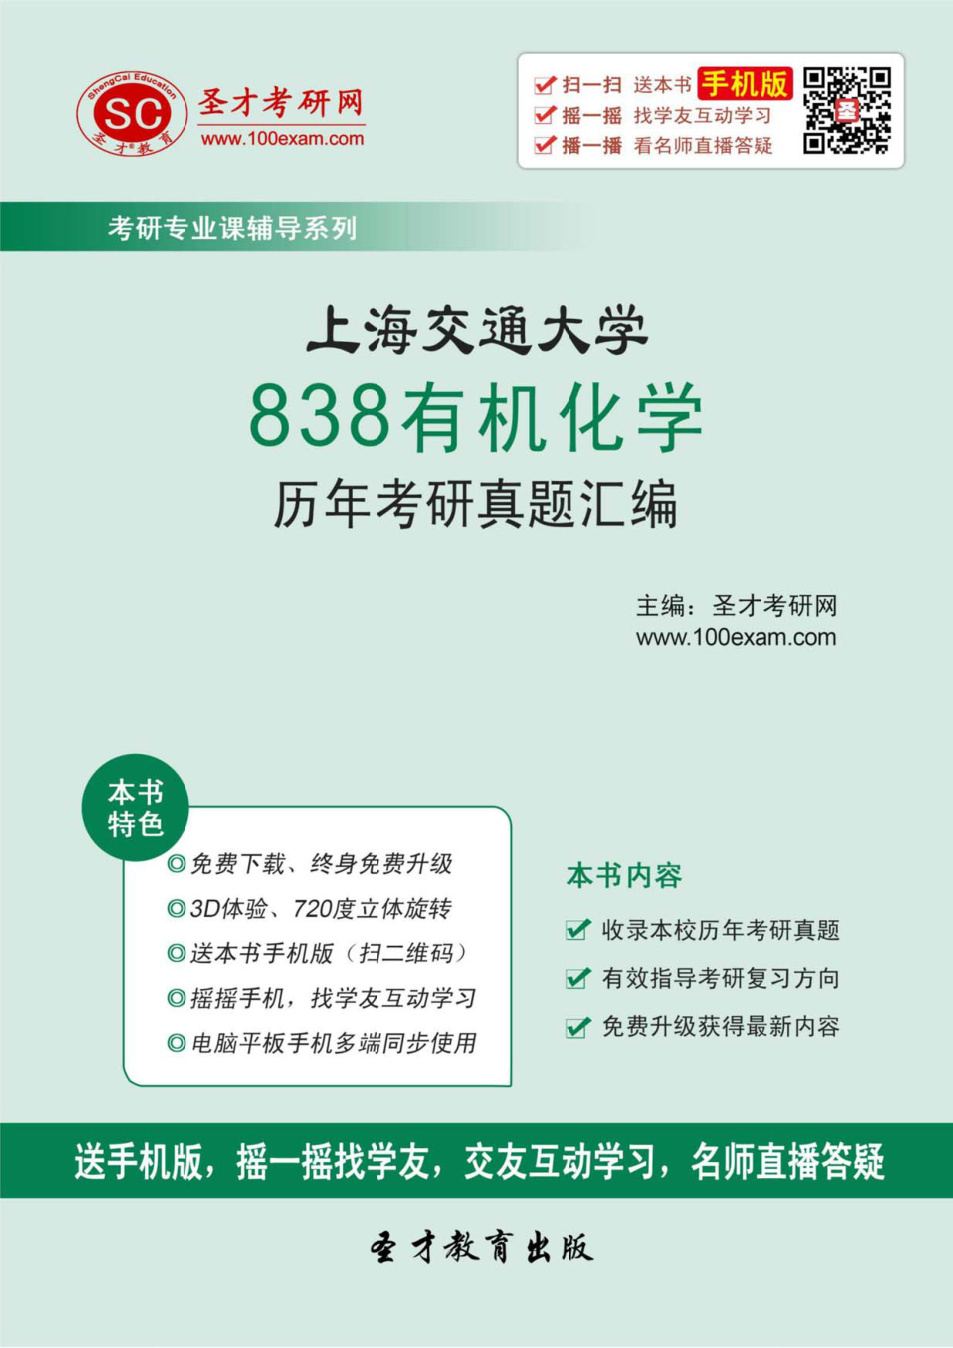 ShengCai Education
SC
圣才®教育
圣才考研网
www.100exam.com
扫一扫 送本书 手机版
摇一摇 找学友互动学习
播一播 看名师直播答疑
圣
考研专业课辅导系列
上海交通大学
838有机化学
历年考研真题汇编
主编：圣才考研网
www.100exam.com
本书
特色
◎免费下载、终身免费升级
◎3D体验、720度立体旋转
◎送本书手机版（扫二维码）
◎摇摇手机，找学友互动学习
◎电脑平板手机多端同步使用
本书内容
收录本校历年考研真题
有效指导考研复习方向
免费升级获得最新内容
送手机版，摇一摇找学友，交友互动学习，名师直播答疑
圣才教育出版